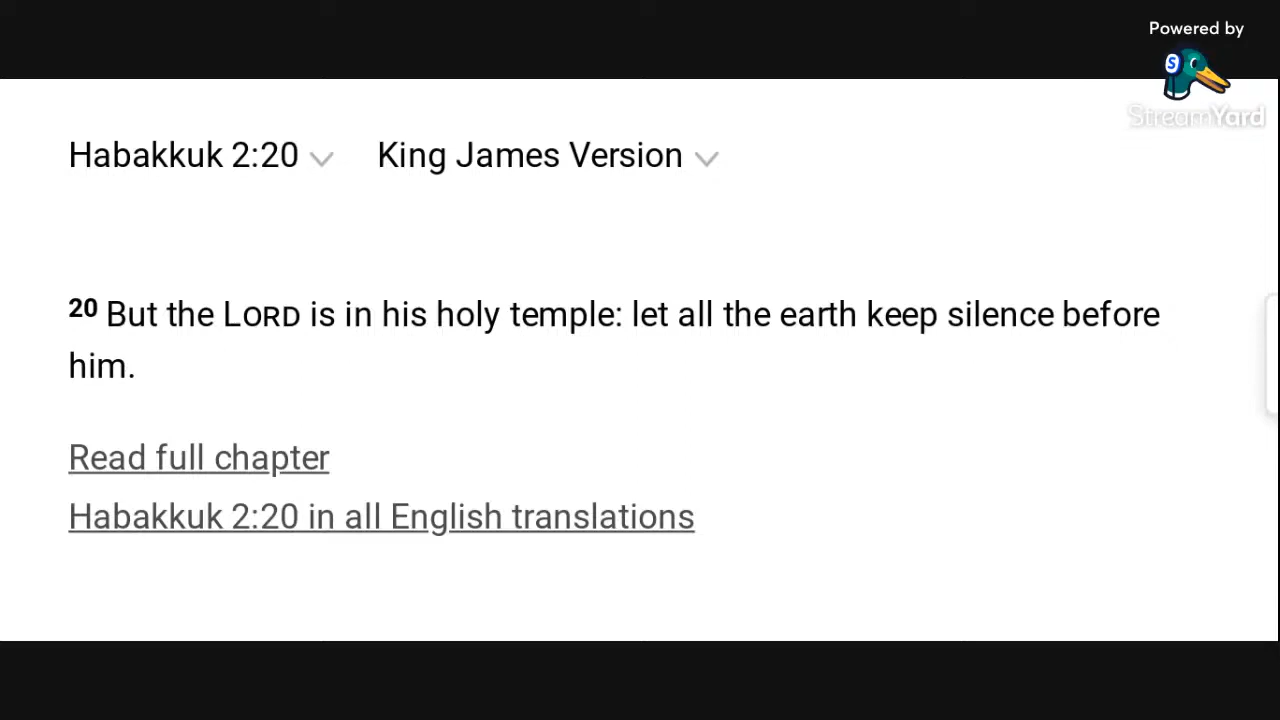 Powered by
S
StreamYard
Habakkuk 2:20 King James Version
20 But the LORD is in his holy temple: let all the earth keep silence before
him.
Read full chapter
Habakkuk 2:20 in all English translations